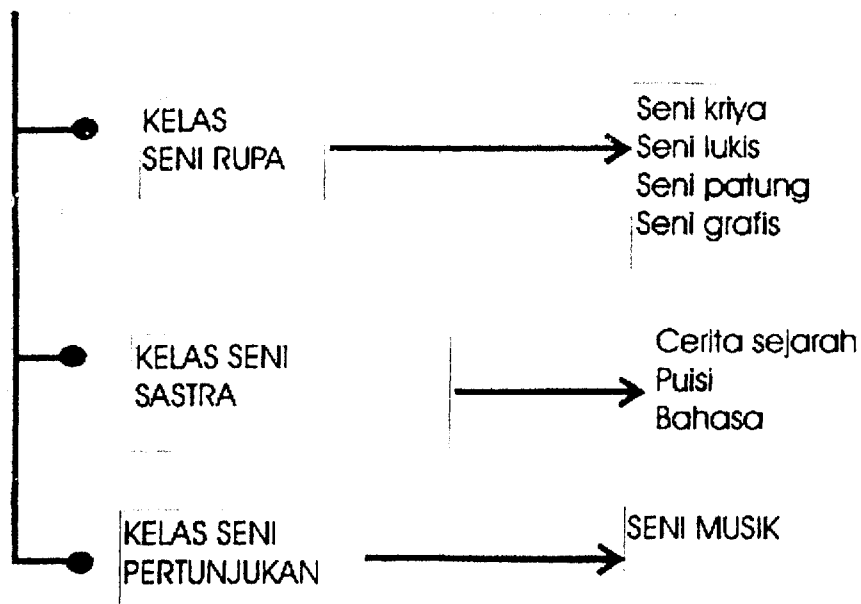 KELAS
SENI RUPA
Seni kriya
Seni lukis
Seni patung
Seni grafis
KELAS SENI
SASTRA
Cerita sejarah
Puisi
Bahasa
KELAS SENI
PERTUNJUKAN
SENI MUSIK